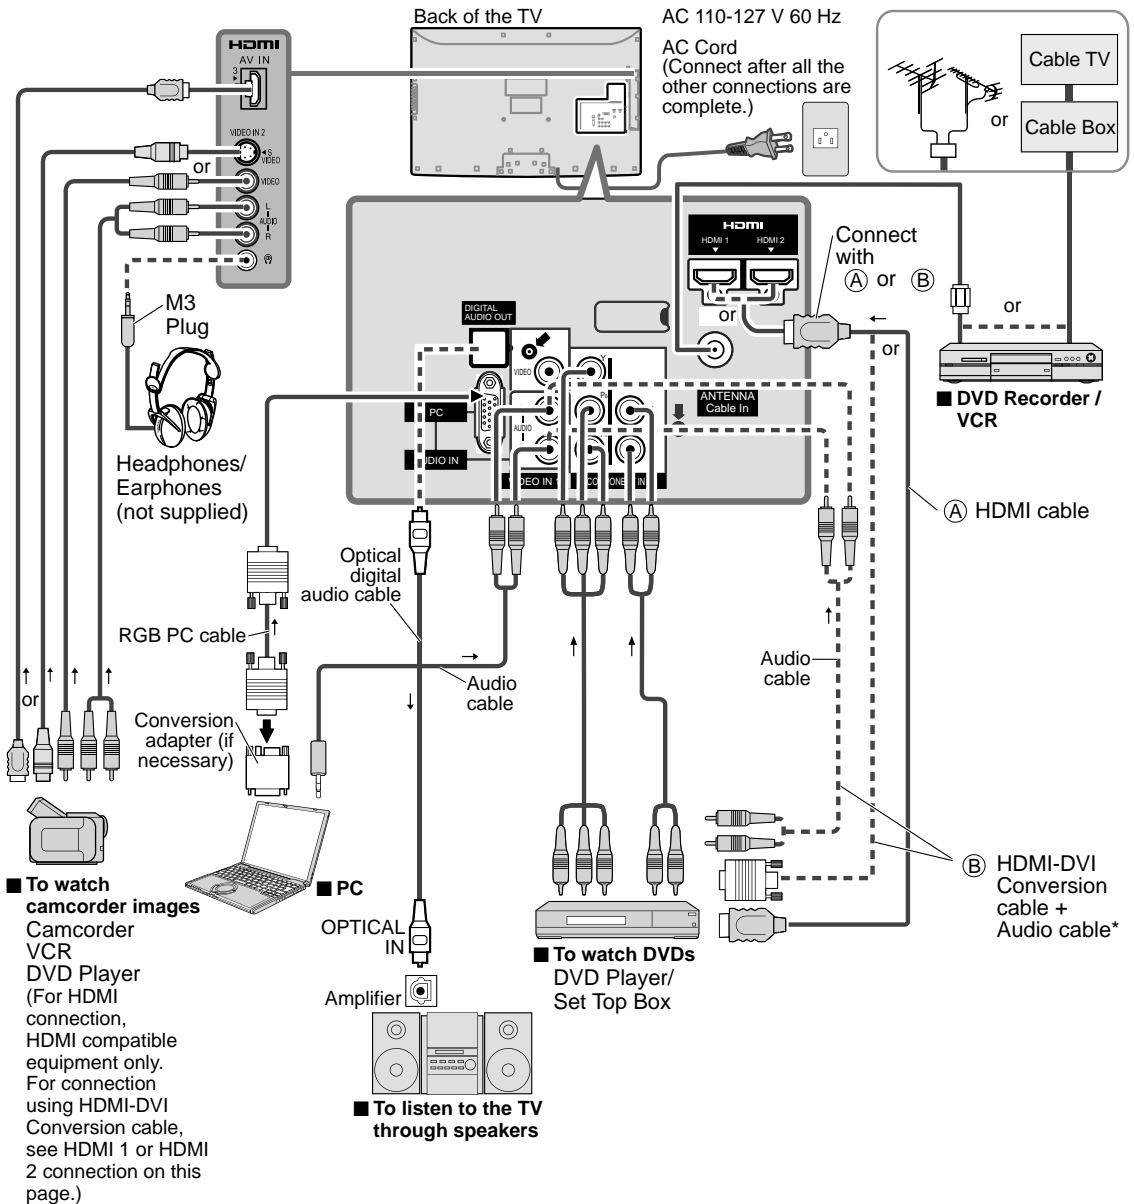 Back of the TV
AC 110-127 V 60 Hz
AC Cord
(Connect after all the
other connections are
complete.)
Cable TV
or
Cable Box
HDMI
AV IN
3
VIDEO IN 2
S
VIDEO
or
VIDEO
L
AUDIO
R
M3
Plug
Headphones/
Earphones
(not supplied)
HDMI
HDMI 1
HDMI 2
or
Connect
with
Ⓐ or Ⓑ
or
or
■ DVD Recorder /
VCR
DIGITAL
AUDIO OUT
VIDEO
AUDIO
PC
Y
ANTENNA
Cable In
Ⓐ HDMI cable
Optical
digital
audio cable
RGB PC cable
Audio
cable
Audio
cable
or
Conversion
adapter (if
necessary)
■ To watch
camcorder images
Camcorder
VCR
DVD Player
(For HDMI
connection,
HDMI compatible
equipment only.
For connection
using HDMI-DVI
Conversion cable,
see HDMI 1 or HDMI
2 connection on this
page.)
■ PC
OPTICAL
IN
Amplifier
■ To listen to the TV
through speakers
■ To watch DVDs
DVD Player/
Set Top Box
Ⓑ HDMI-DVI
Conversion
cable +
Audio cable*